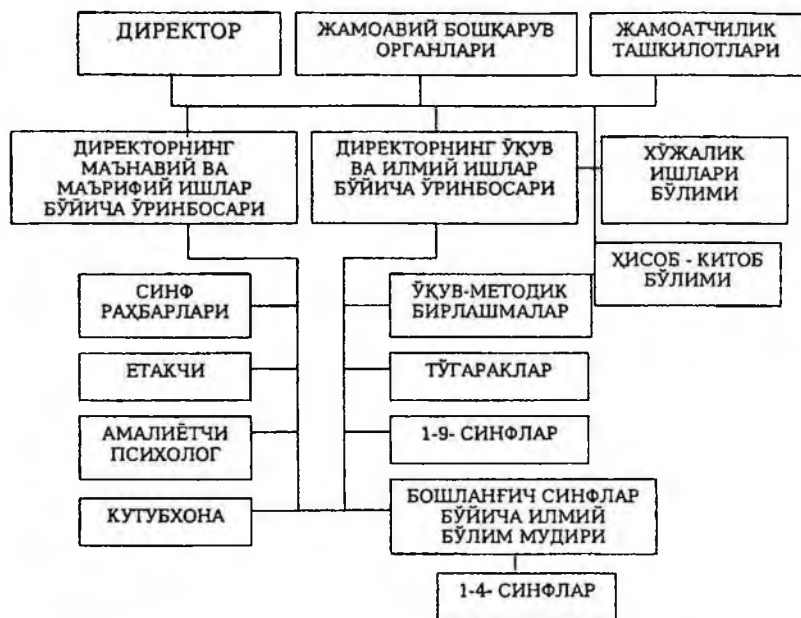 ДИРЕКТОР
ЖАМОАВИЙ БОШҚАРУВ
ОРГАНЛАРИ
ЖАМОАТЧИЛИК
ТАШКИЛОТЛАРИ
ДИРЕКТОРНИНГ
МАЪНАВИЙ ВА
МАЪРИФИЙ ИШЛАР
БЎЙИЧА ЎРИНБОСАРИ
ДИРЕКТОРНИНГ ЎҚУВ
ВА ИЛМИЙ ИШЛАР
БЎЙИЧА ЎРИНБОСАРИ
ХЎЖАЛИК
ИШЛАРИ
БЎЛИМИ
ҲИСОБ - КИТОБ
БЎЛИМИ
СИНФ
РАҲБАРЛАРИ
ЎҚУВ-МЕТОДИК
БИРЛАШМАЛАР
ЕТАКЧИ
ТЎГАРАКЛАР
АМАЛИЁТЧИ
ПСИХОЛОГ
1-9- СИНФЛАР
КУТУБХОНА
БОШЛАНҒИЧ СИНФЛАР
БЎЙИЧА ИЛМИЙ
БЎЛИМ МУДИРИ
1-4- СИНФЛАР